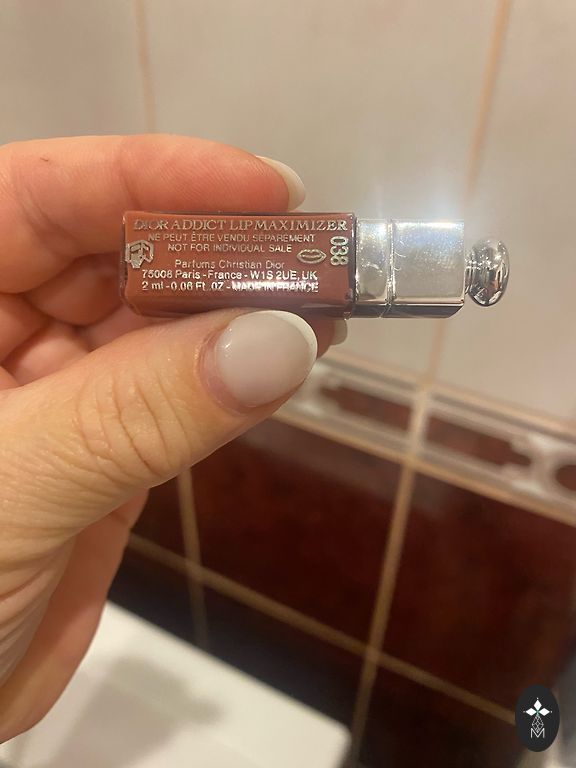 DIOR ADDICT LIP MAXIMIZER
NE PEUT ÊTRE VENDU SÉPAREMENT
NOT FOR INDIVIDUAL SALE
038
Parfums Christian Dior
75008 Paris - France - W1S 2UE, UK
2 ml - 0.06 FL. OZ - MADE IN FRANCE
M